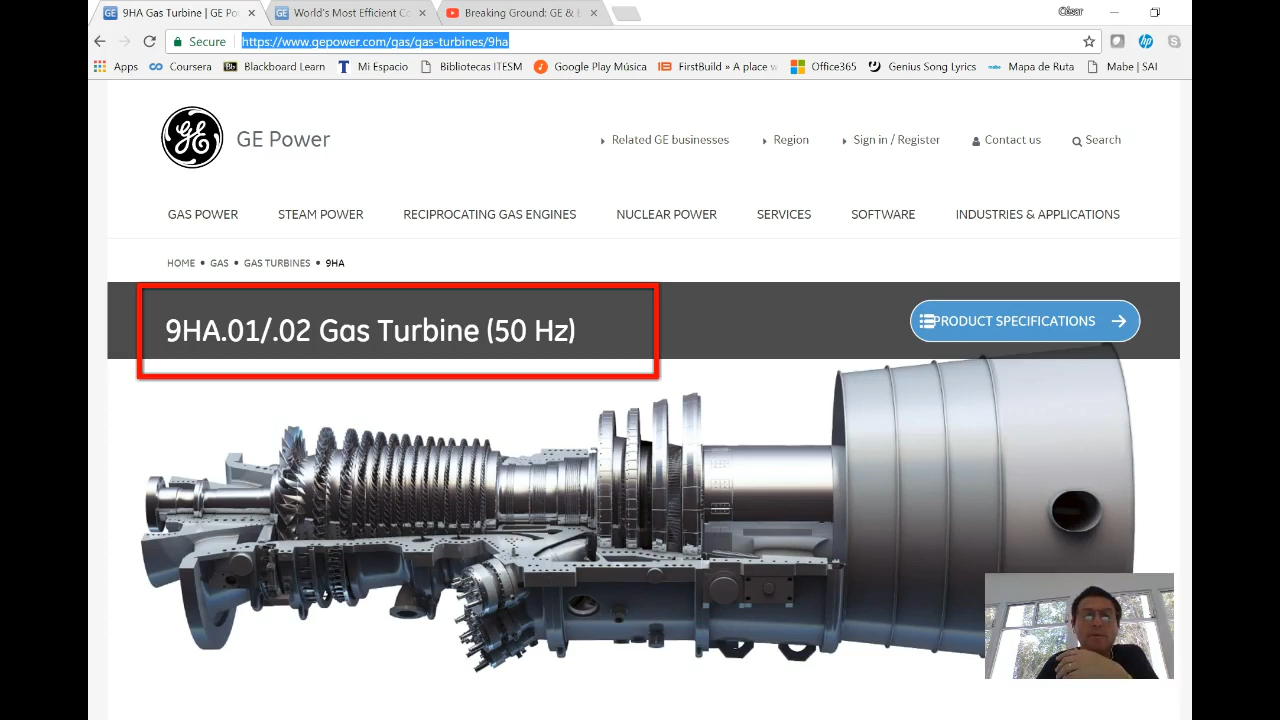 9HA Gas Turbine | GE Po
World's Most Efficient Co
Breaking Ground: GE & E
César
Secure
https://www.gepower.com/gas/gas-turbines/9ha
Apps
Coursera
Blackboard Learn
Mi Espacio
Bibliotecas ITESM
Google Play Música
FirstBuild » A place w
Office365
Genius Song Lyrics
Mapa de Ruta
Mabe | SAI
GE Power
Related GE businesses
Region
Sign in / Register
Contact us
Search
GAS POWER
STEAM POWER
RECIPROCATING GAS ENGINES
NUCLEAR POWER
SERVICES
SOFTWARE
INDUSTRIES & APPLICATIONS
HOME • GAS • GAS TURBINES • 9HA
9HA.01/.02 Gas Turbine (50 Hz)
PRODUCT SPECIFICATIONS